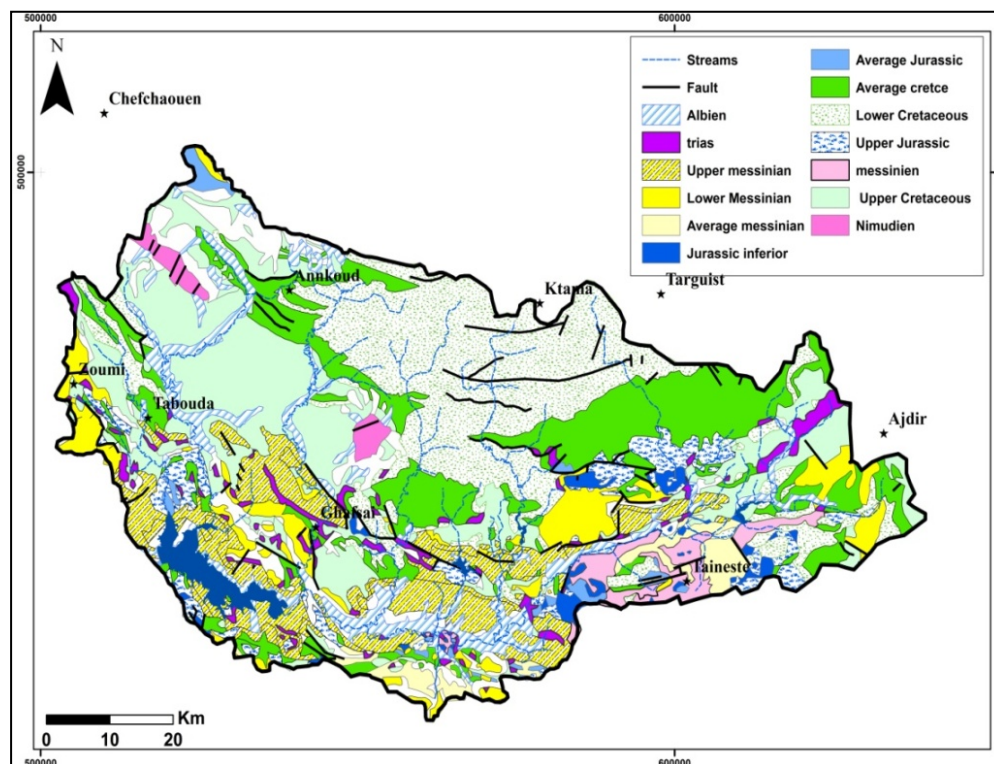 500000
600000
N
Chefchaouen
500000
Streams
Fault
Albien
trias
Upper messinian
Lower Messinian
Average messinian
Jurassic inferior
Average Jurassic
Average cretce
Lower Cretaceous
Upper Jurassic
messinien
Upper Cretaceous
Nimudien
Annkoud
Ktama
Targuist
Zoumi
Tabouda
Ajdir
Ghafsai
Taineste
Km
0 10 20
500000
600000